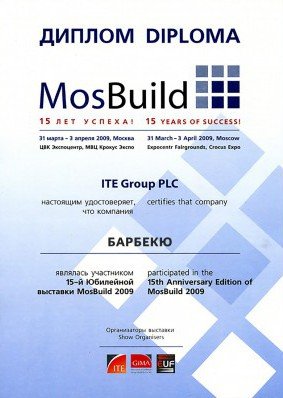 ДИПЛОМ DIPLOMA
MosBuild
15 ЛЕТ УСПЕХА! 15 YEARS OF SUCCESS!
31 марта – 3 апреля 2009, Москва
ЦВК Экспоцентр, МВЦ Крокус Экспо
31 March – 3 April 2009, Moscow
Expocentr Fairgrounds, Crocus Expo
ITE Group PLC
настоящим удостоверяет,
что компания
certifies that company
БАРБЕКЮ
являлась участником
15-й Юбилейной
выставки MosBuild 2009
participated in the
15th Anniversary Edition of
MosBuild 2009
Организаторы выставки
Show Organisers
ITE
GIMA
EUF